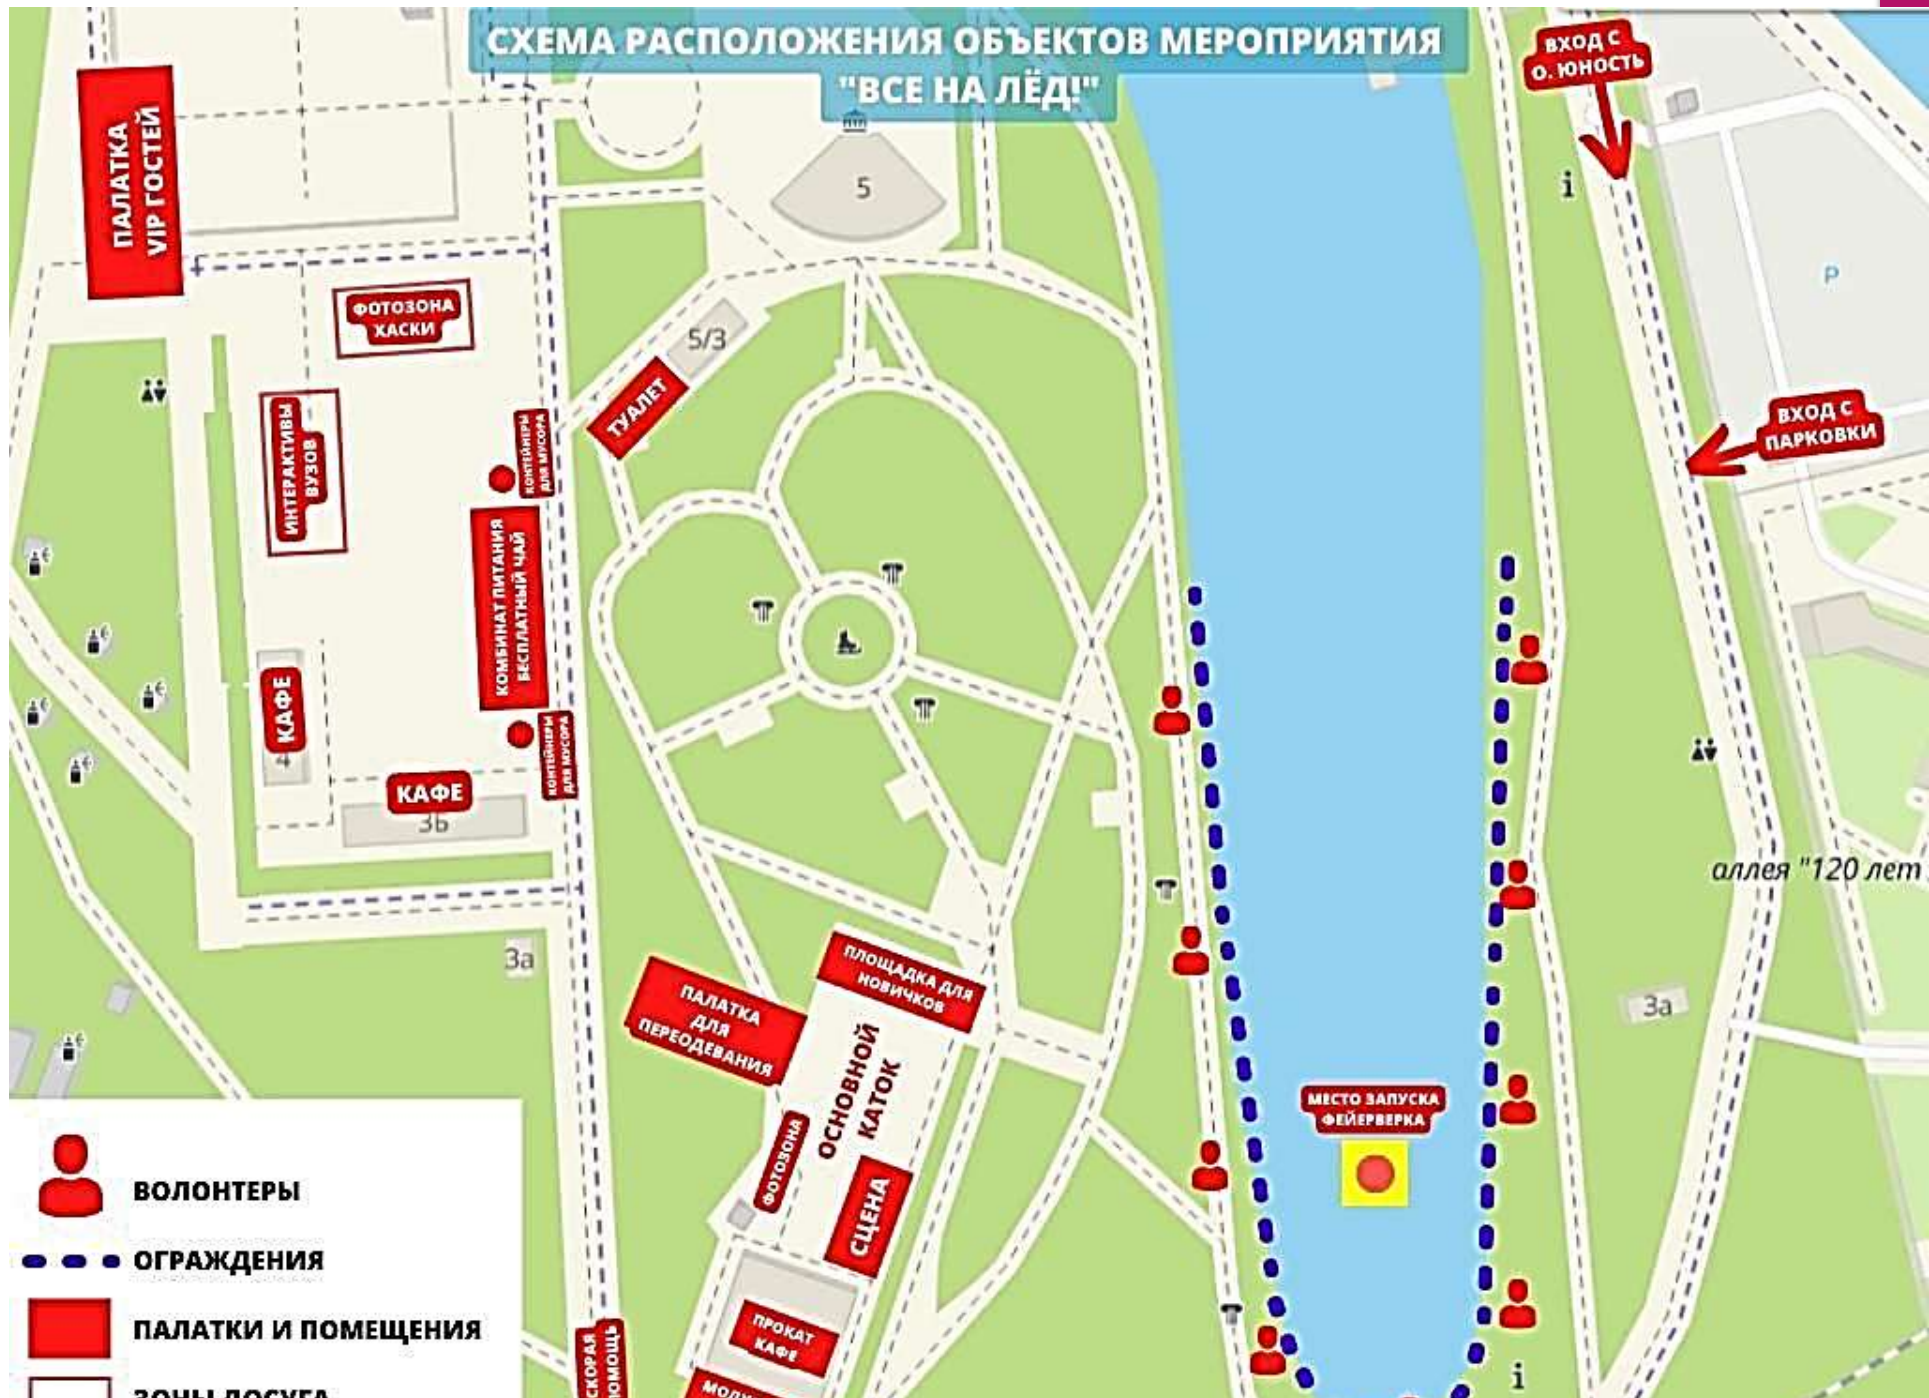 СХЕМА РАСПОЛОЖЕНИЯ ОБЪЕКТОВ МЕРОПРИЯТИЯ
"ВСЕ НА ЛЁД!"
ВХОД С
О. ЮНОСТЬ
ПАЛАТКА
VIP ГОСТЕЙ
5
i
P
ФОТОЗОНА
ХАСКИ
5/3
ТУАЛЕТ
ВХОД С
ПАРКОВКИ
ИНТЕРАКТИВЫ
ВУЗОВ
КОНТЕЙНЕРЫ
ДЛЯ МУСОРА
КОМБИНАТ ПИТАНИЯ
БЕСПЛАТНЫЙ ЧАЙ
КАФЕ
4
КОНТЕЙНЕРЫ
ДЛЯ МУСОРА
КАФЕ
3Б
аллея "120 лет
3а
3а
ПЛОЩАДКА ДЛЯ
НОВИЧКОВ
ПАЛАТКА
ДЛЯ
ПЕРЕОДЕВАНИЯ
ОСНОВНОЙ
КАТОК
МЕСТО ЗАПУСКА
ФЕЙЕРВЕРКА
ФОТОЗОНА
СЦЕНА
ВОЛОНТЕРЫ
ОГРАЖДЕНИЯ
ПАЛАТКИ И ПОМЕЩЕНИЯ
ЗОНЫ ДОСУГА
СКОРАЯ
ПОМОЩЬ
ПРОКАТ
КАФЕ
i